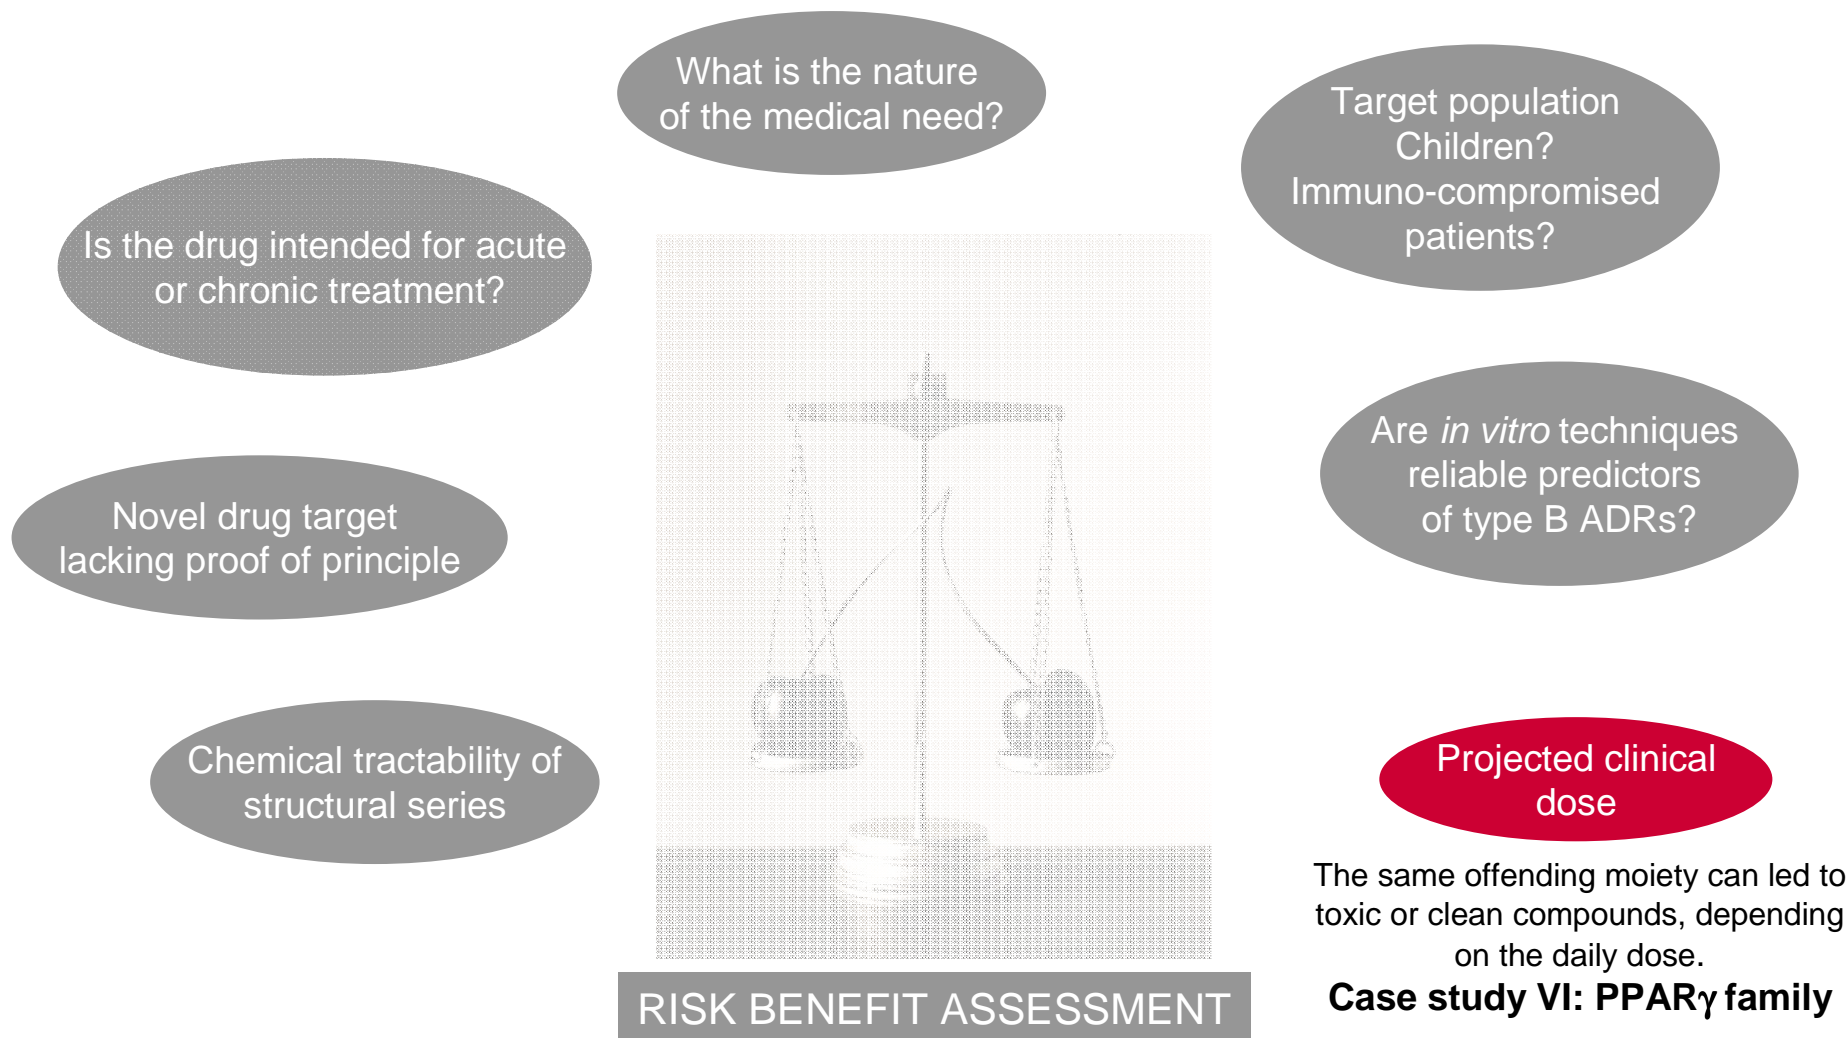 What is the nature
of the medical need?
Target population
Children?
Immuno-compromised
patients?
Is the drug intended for acute
or chronic treatment?
Are in vitro techniques
reliable predictors
of type B ADRs?
Novel drug target
lacking proof of principle
Chemical tractability of
structural series
Projected clinical
dose
The same offending moiety can led to
toxic or clean compounds, depending
on the daily dose.
Case study VI: PPARγ family
RISK BENEFIT ASSESSMENT